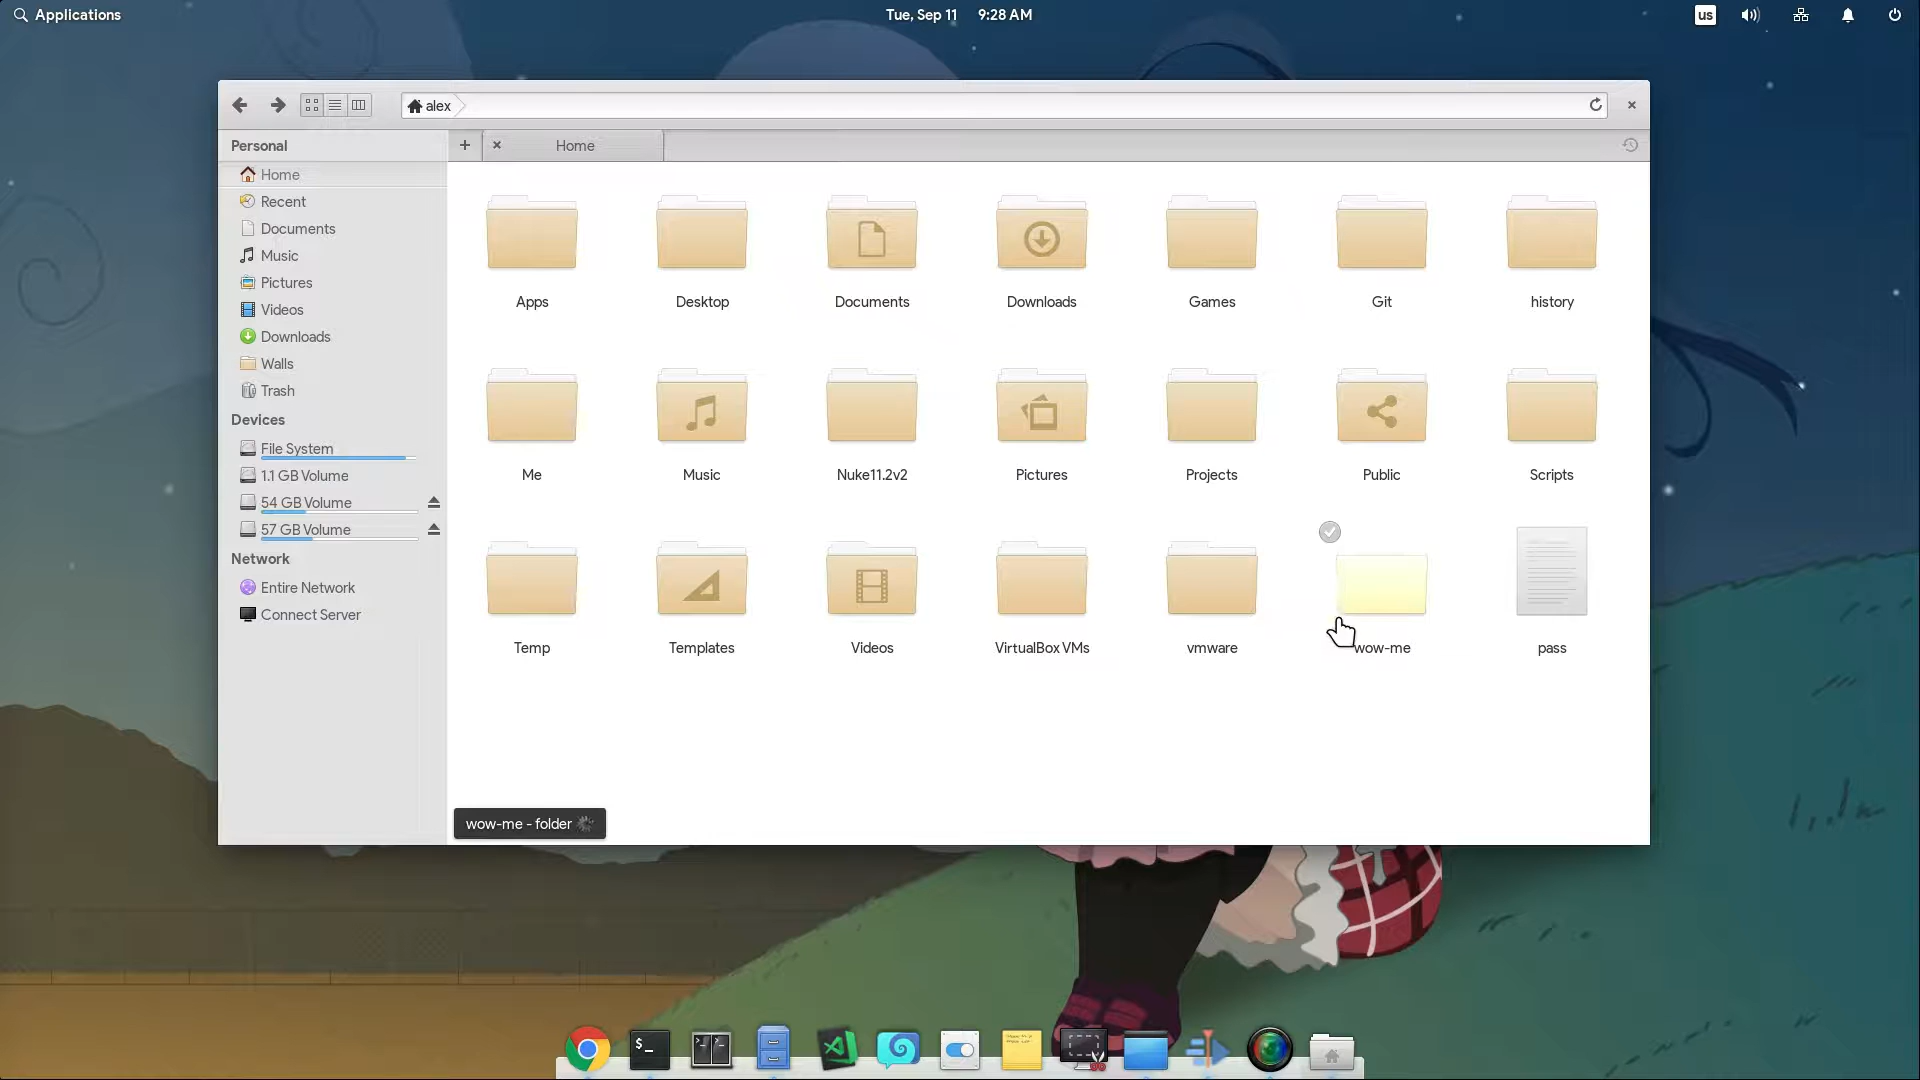 Applications
Tue, Sep 11 9:28 AM
us
alex
Personal
Home
Home
Recent
Documents
Music
Pictures
Videos
Downloads
Walls
Trash
Devices
File System
1.1 GB Volume
54 GB Volume
57 GB Volume
Network
Entire Network
Connect Server
Apps
Desktop
Documents
Downloads
Games
Git
history
Me
Music
Nuke11.2v2
Pictures
Projects
Public
Scripts
Temp
Templates
Videos
VirtualBox VMs
vmware
wow-me
pass
wow-me - folder